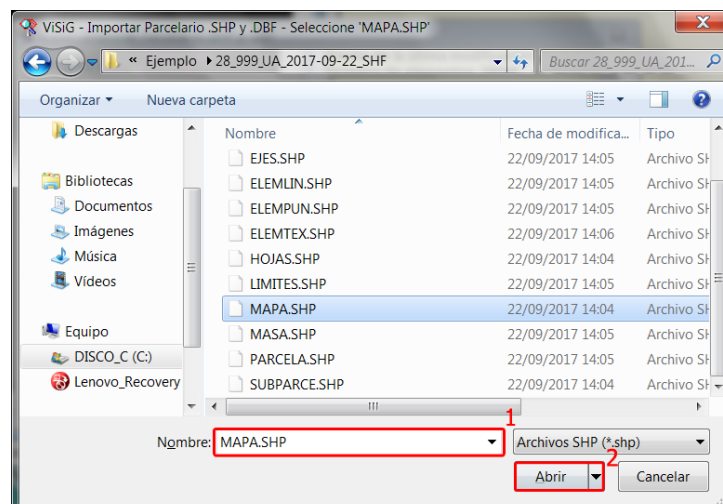 ViSiG - Importar Parcelario .SHP y .DBF - Seleccione 'MAPA.SHP'
« Ejemplo 28_999_UA_2017-09-22_SHF
Buscar 28_999_UA_201...
Organizar Nueva carpeta
Descargas
Bibliotecas
Documentos
Imágenes
Música
Vídeos
Equipo
DISCO_C (C:)
Lenovo_Recovery
Nombre Fecha de modifica... Tipo
EJES.SHP 22/09/2017 14:05 Archivo SH
ELEMLIN.SHP 22/09/2017 14:05 Archivo SH
ELEMPUN.SHP 22/09/2017 14:05 Archivo SH
ELEMTEX.SHP 22/09/2017 14:06 Archivo SH
HOJAS.SHP 22/09/2017 14:04 Archivo SH
LIMITES.SHP 22/09/2017 14:05 Archivo SH
MAPA.SHP 22/09/2017 14:04 Archivo SH
MASA.SHP 22/09/2017 14:05 Archivo SH
PARCELA.SHP 22/09/2017 14:05 Archivo SH
SUBPARCE.SHP 22/09/2017 14:04 Archivo SH
1
Nombre: MAPA.SHP Archivos SHP (*.shp)
2
Abrir Cancelar